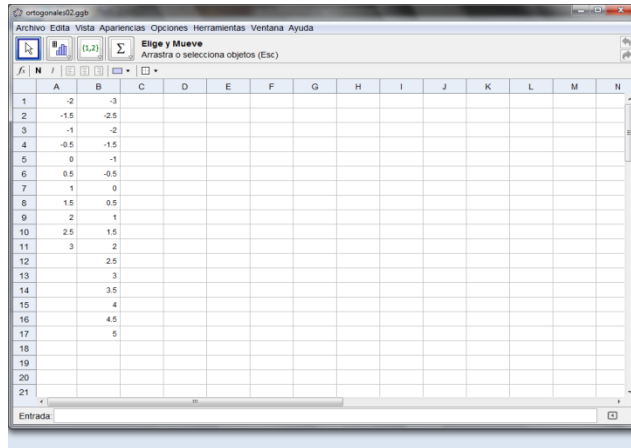 ortogonales02.ggb
Archivo Edita Vista Apariencias Opciones Herramientas Ventana Ayuda
{1,2} Σ Elige y Mueve
Arrastra o selecciona objetos (Esc)
fx N I
A B C D E F G H I J K L M N
1 -2 -3
2 -1.5 -2.5
3 -1 -2
4 -0.5 -1.5
5 0 -1
6 0.5 -0.5
7 1 0
8 1.5 0.5
9 2 1
10 2.5 1.5
11 3 2
12 2.5
13 3
14 3.5
15 4
16 4.5
17 5
18
19
20
21
Entrada: